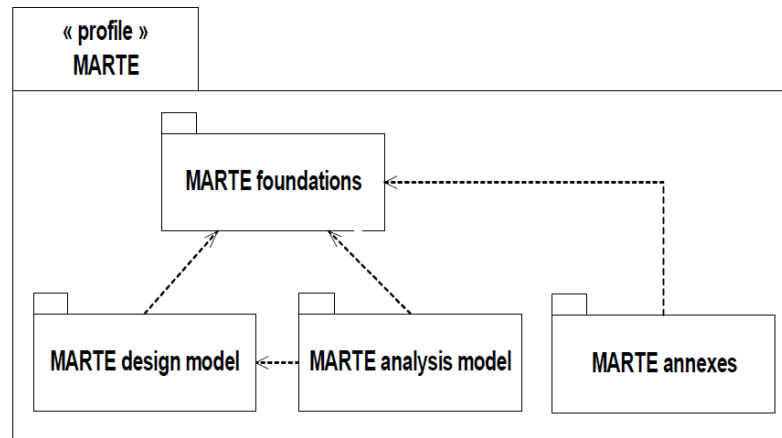 « profile »
MARTE
MARTE foundations
MARTE design model
MARTE analysis model
MARTE annexes